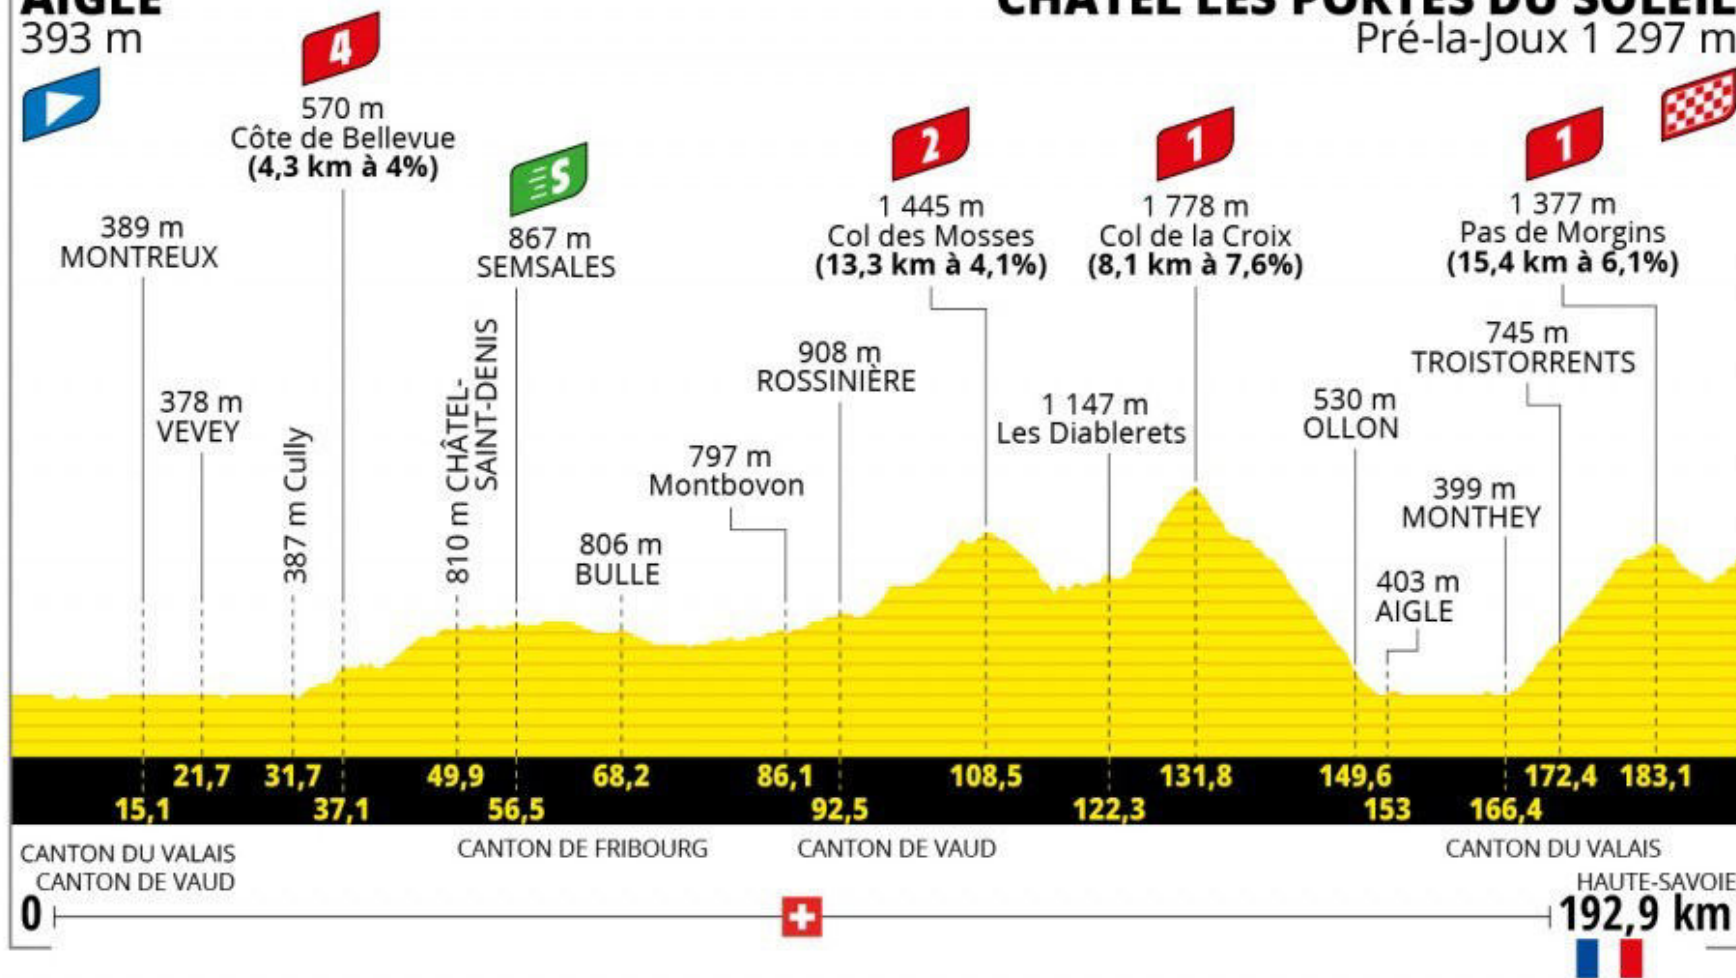 AIGLE
393 m
CHÂTEL LES PORTES DU SOLEIL
Pré-la-Joux 1 297 m
4
570 m
Côte de Bellevue
(4,3 km à 4%)
S
867 m
SEMSALES
2
1 445 m
Col des Mosses
(13,3 km à 4,1%)
1
1 778 m
Col de la Croix
(8,1 km à 7,6%)
1
1 377 m
Pas de Morgins
(15,4 km à 6,1%)
389 m
MONTREUX
378 m
VEVEY
387 m Cully
810 m CHÂTEL-
SAINT-DENIS
806 m
BULLE
797 m
Montbovon
908 m
ROSSINIÈRE
1 147 m
Les Diablerets
530 m
OLLON
403 m
AIGLE
399 m
MONTHEY
745 m
TROISTORRENTS
21,7 31,7 49,9 68,2 86,1 108,5 131,8 149,6 172,4 183,1
15,1 37,1 56,5 92,5 122,3 153 166,4
CANTON DU VALAIS
CANTON DE VAUD
CANTON DE FRIBOURG
CANTON DE VAUD
CANTON DU VALAIS
HAUTE-SAVOIE
0
192,9 km